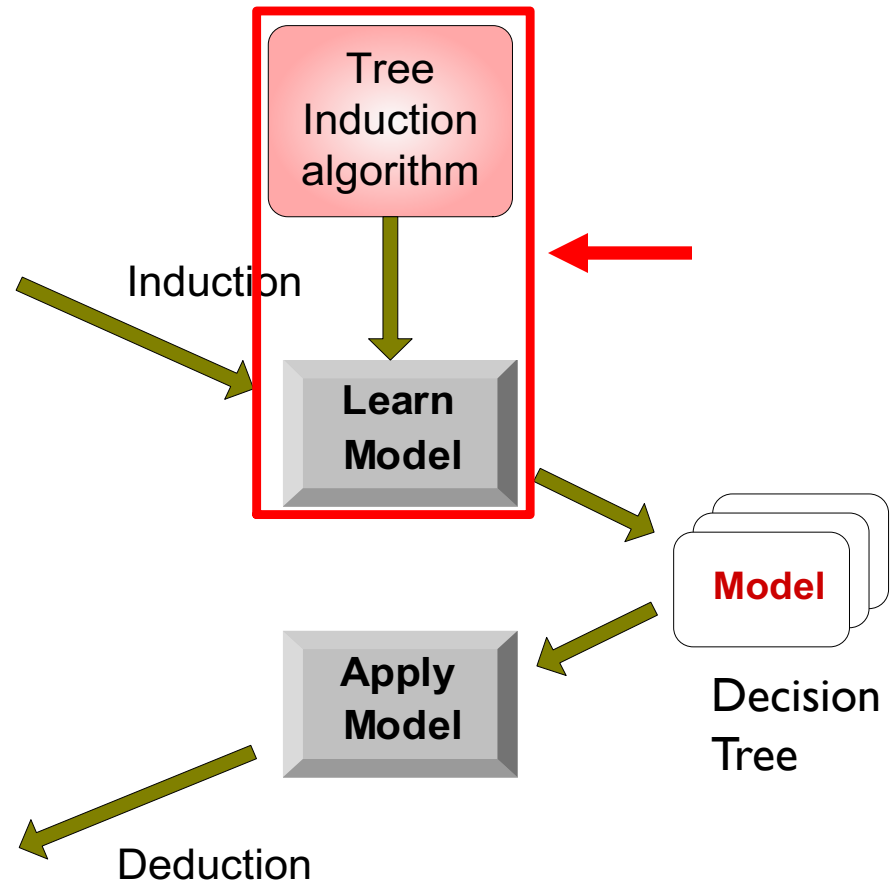 Tree
Induction
algorithm
Induction
Learn
Model
Model
Decision
Tree
Apply
Model
Deduction